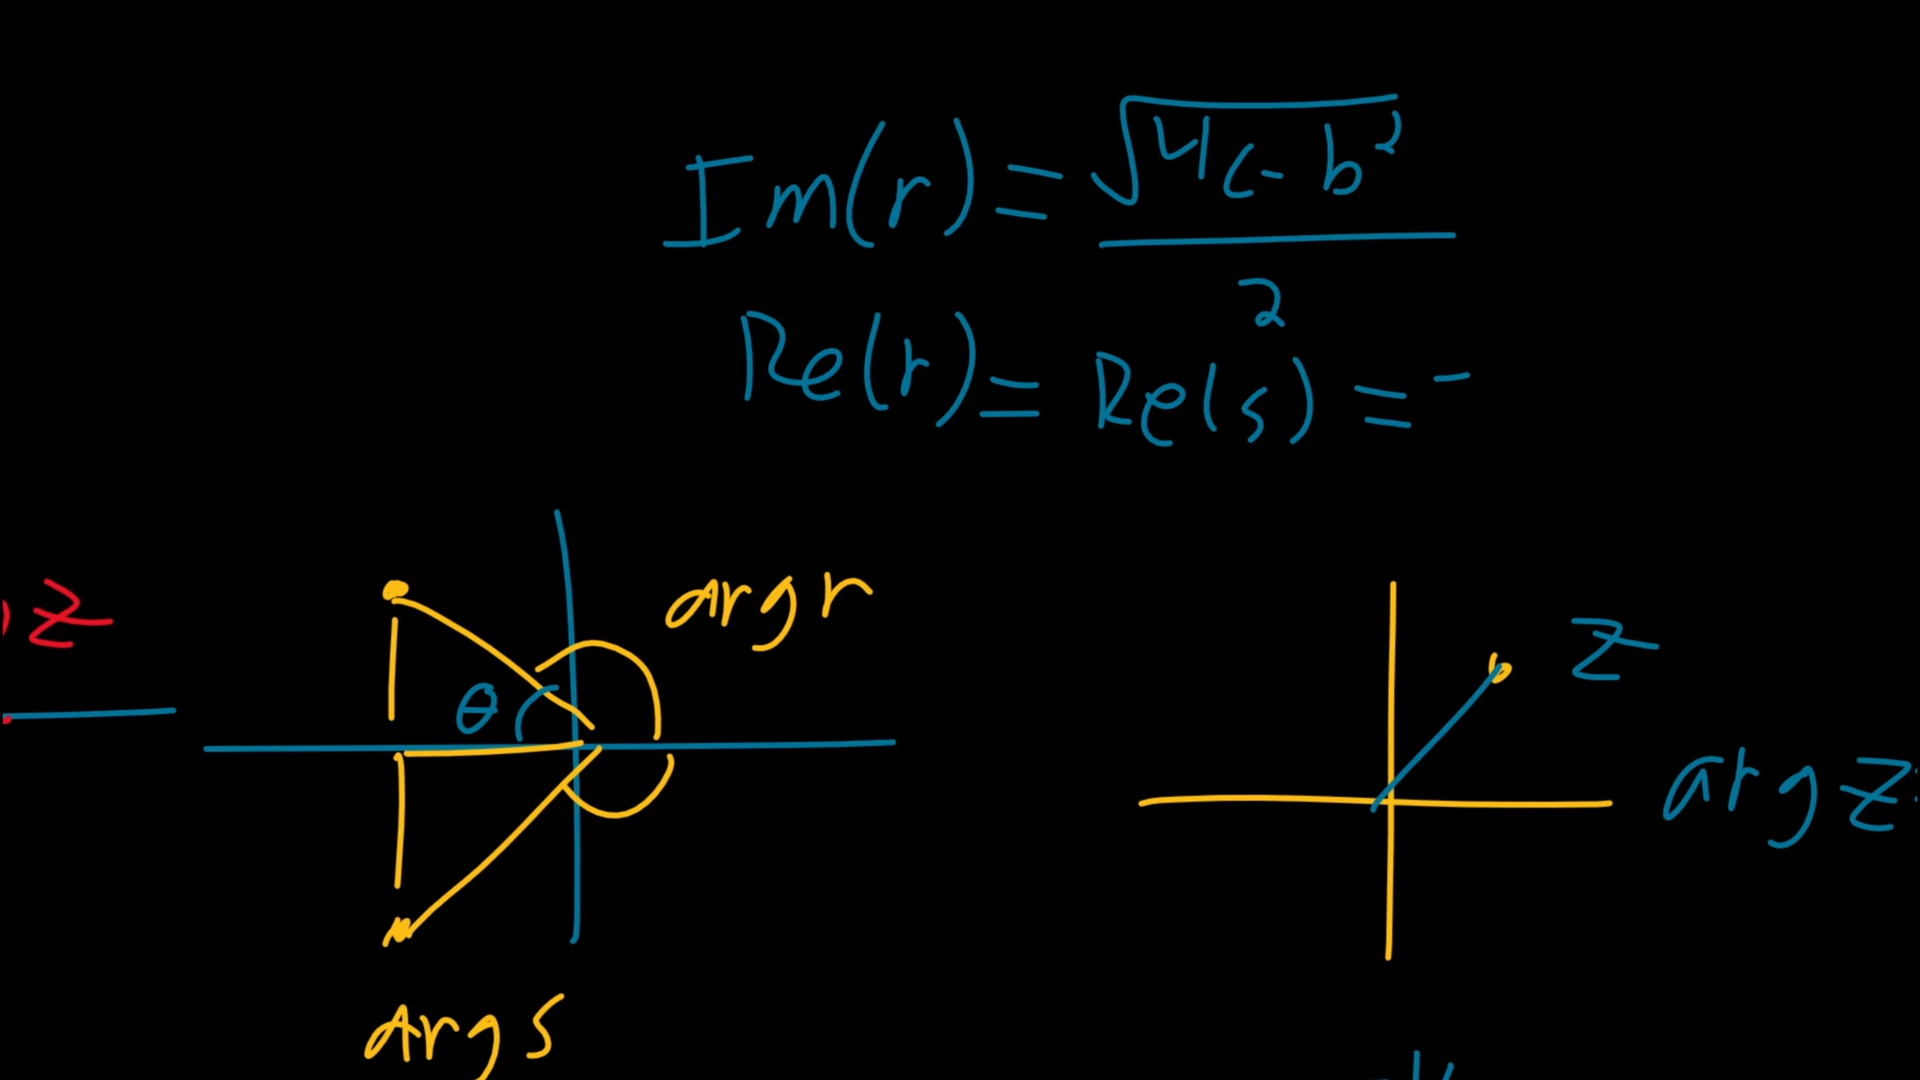 Im(r) = √4c - b² / 2
Re(r) = Re(s) = -
z
arg r
z
θ
arg z
arg s